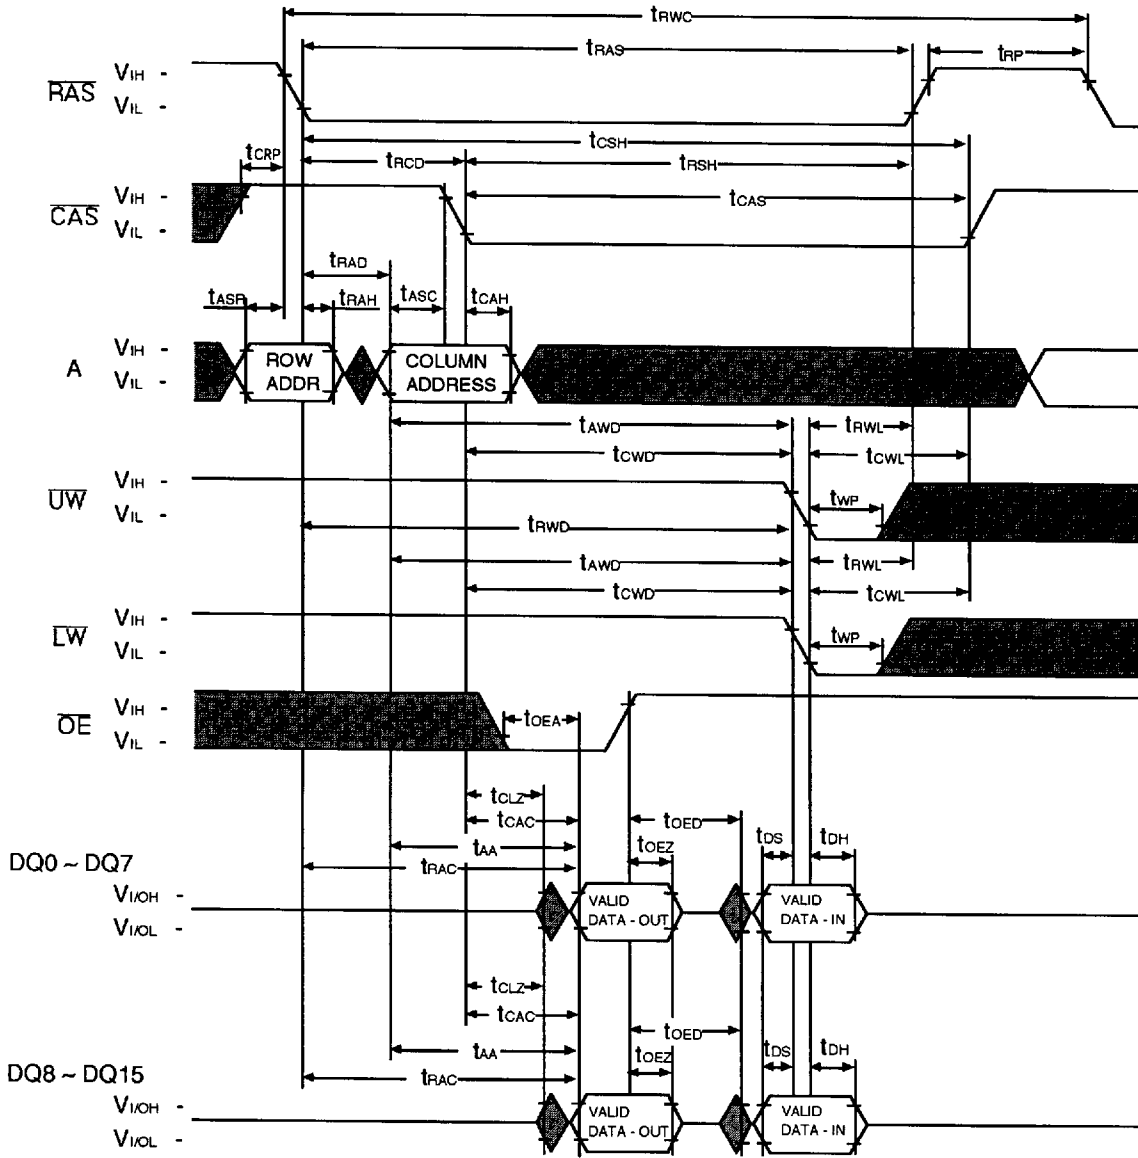 tRWC
tRAS
tRP
RAS
VIH -
VIL -
tCSH
tCRP
tRCD
tRSH
CAS
VIH -
VIL -
tCAS
tRAD
tASR
tRAH
tASC
tCAH
A
VIH -
VIL -
ROW
ADDR
COLUMN
ADDRESS
tAWD
tRWL
tCWD
tCWL
UW
VIH -
VIL -
tWP
tRWD
tAWD
tRWL
tCWD
tCWL
LW
VIH -
VIL -
tWP
OE
VIH -
VIL -
tOEA
tCLZ
tCAC
tOED
tAA
tOEZ
tDS
tDH
tRAC
DQ0 ~ DQ7
VI/OH -
VI/OL -
VALID
DATA - OUT
VALID
DATA - IN
tCLZ
tCAC
tOED
tAA
tOEZ
tDS
tDH
tRAC
DQ8 ~ DQ15
VI/OH -
VI/OL -
VALID
DATA - OUT
VALID
DATA - IN